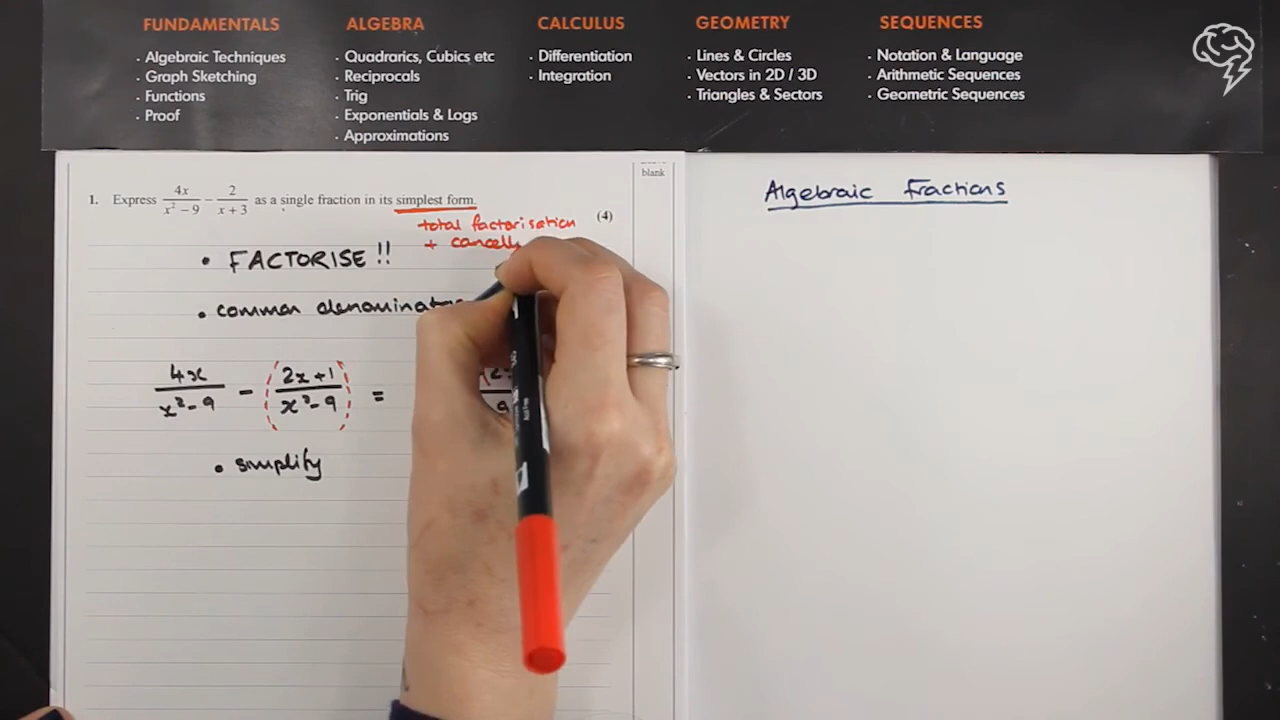 FUNDAMENTALS
· Algebraic Techniques
· Graph Sketching
· Functions
· Proof
ALGEBRA
· Quadrarics, Cubics etc
· Reciprocals
· Trig
· Exponentials & Logs
· Approximations
CALCULUS
· Differentiation
· Integration
GEOMETRY
· Lines & Circles
· Vectors in 2D / 3D
· Triangles & Sectors
SEQUENCES
· Notation & Language
· Arithmetic Sequences
· Geometric Sequences
blank
1. Express 4x/(x² − 9) − 2/(x + 3) as a single fraction in its simplest form.
(4)
total factorisation
+
• FACTORISE !!
• common
4x/(x² − 9) − (2x + 1)/(x² − 9) =
• simplify
Algebraic Fractions